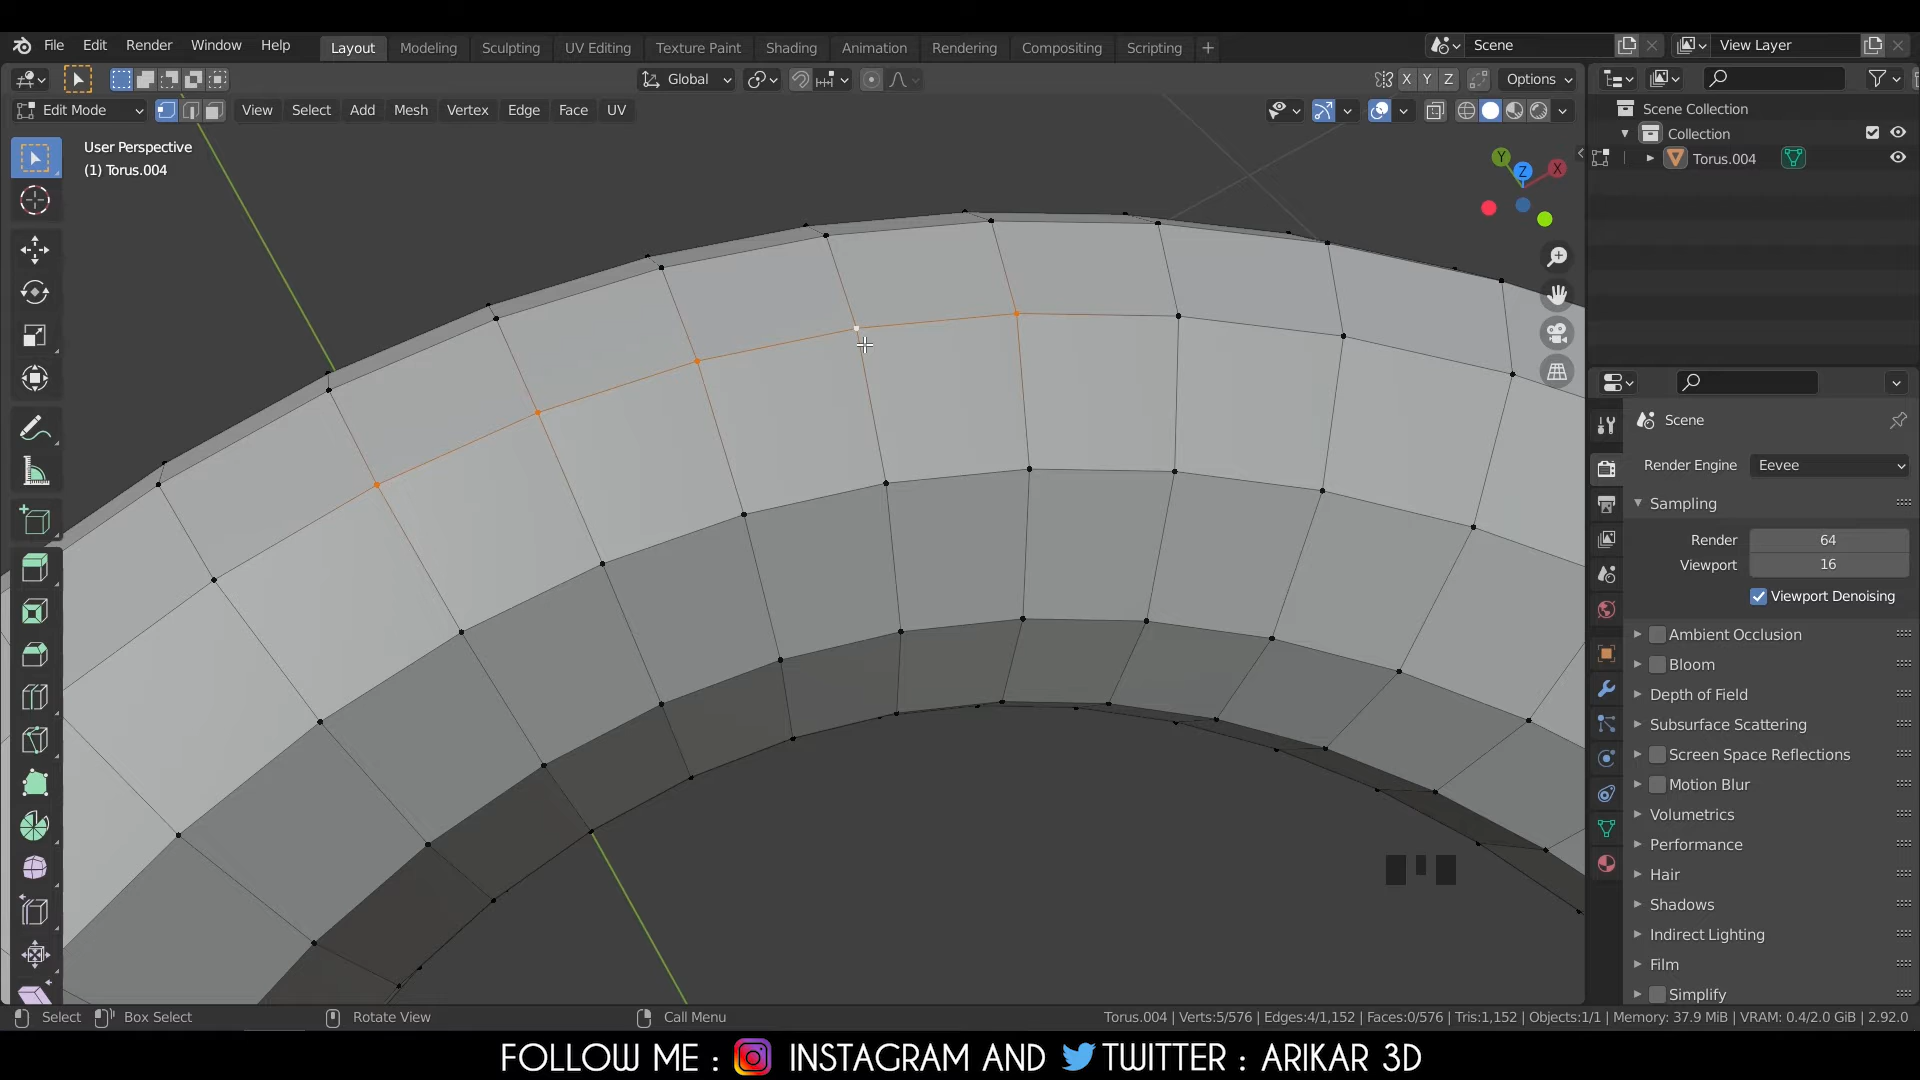 File Edit Render Window Help Layout Modeling Sculpting UV Editing Texture Paint Shading Animation Rendering Compositing Scripting + Scene View Layer
Global X Y Z Options
Edit Mode View Select Add Mesh Vertex Edge Face UV
Scene Collection
Collection
Torus.004
User Perspective
(1) Torus.004
Y Z X
Scene
Render Engine Eevee
Sampling
Render 64
Viewport 16
Viewport Denoising
Ambient Occlusion
Bloom
Depth of Field
Subsurface Scattering
Screen Space Reflections
Motion Blur
Volumetrics
Performance
Hair
Shadows
Indirect Lighting
Film
Simplify
Select Box Select Rotate View Call Menu Torus.004 | Verts:5/576 | Edges:4/1,152 | Faces:0/576 | Tris:1,152 | Objects:1/1 | Memory: 37.9 MiB | VRAM: 0.4/2.0 GiB | 2.92.0
FOLLOW ME : INSTAGRAM AND TWITTER : ARIKAR 3D